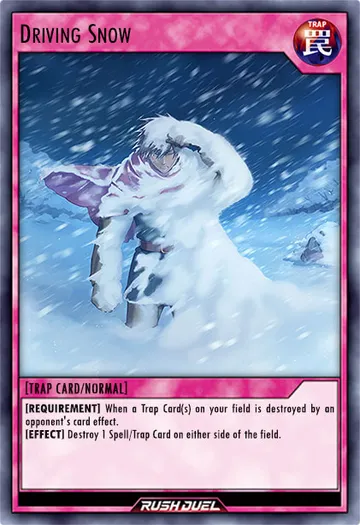 DRIVING SNOW
TRAP
罠
[TRAP CARD/NORMAL]
[REQUIREMENT] When a Trap Card(s) on your field is destroyed by an
opponent's card effect.
[EFFECT] Destroy 1 Spell/Trap Card on either side of the field.
RUSH DUEL